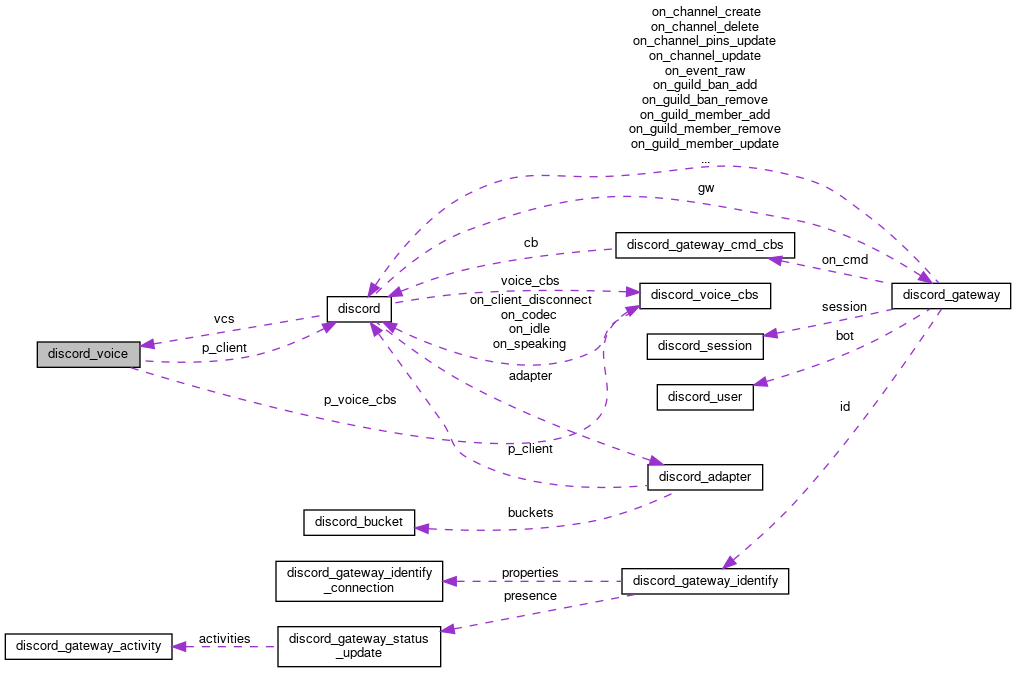 on_channel_create
on_channel_delete
on_channel_pins_update
on_channel_update
on_event_raw
on_guild_ban_add
on_guild_ban_remove
on_guild_member_add
on_guild_member_remove
on_guild_member_update
...
gw
discord_gateway_cmd_cbs
cb
on_cmd
voice_cbs
discord_voice_cbs
discord_gateway
discord
on_client_disconnect
on_codec
on_idle
on_speaking
session
vcs
discord_session
bot
discord_voice
p_client
adapter
discord_user
p_voice_cbs
id
p_client
discord_adapter
buckets
discord_bucket
discord_gateway_identify
_connection
properties
discord_gateway_identify
presence
discord_gateway_activity
activities
discord_gateway_status
_update